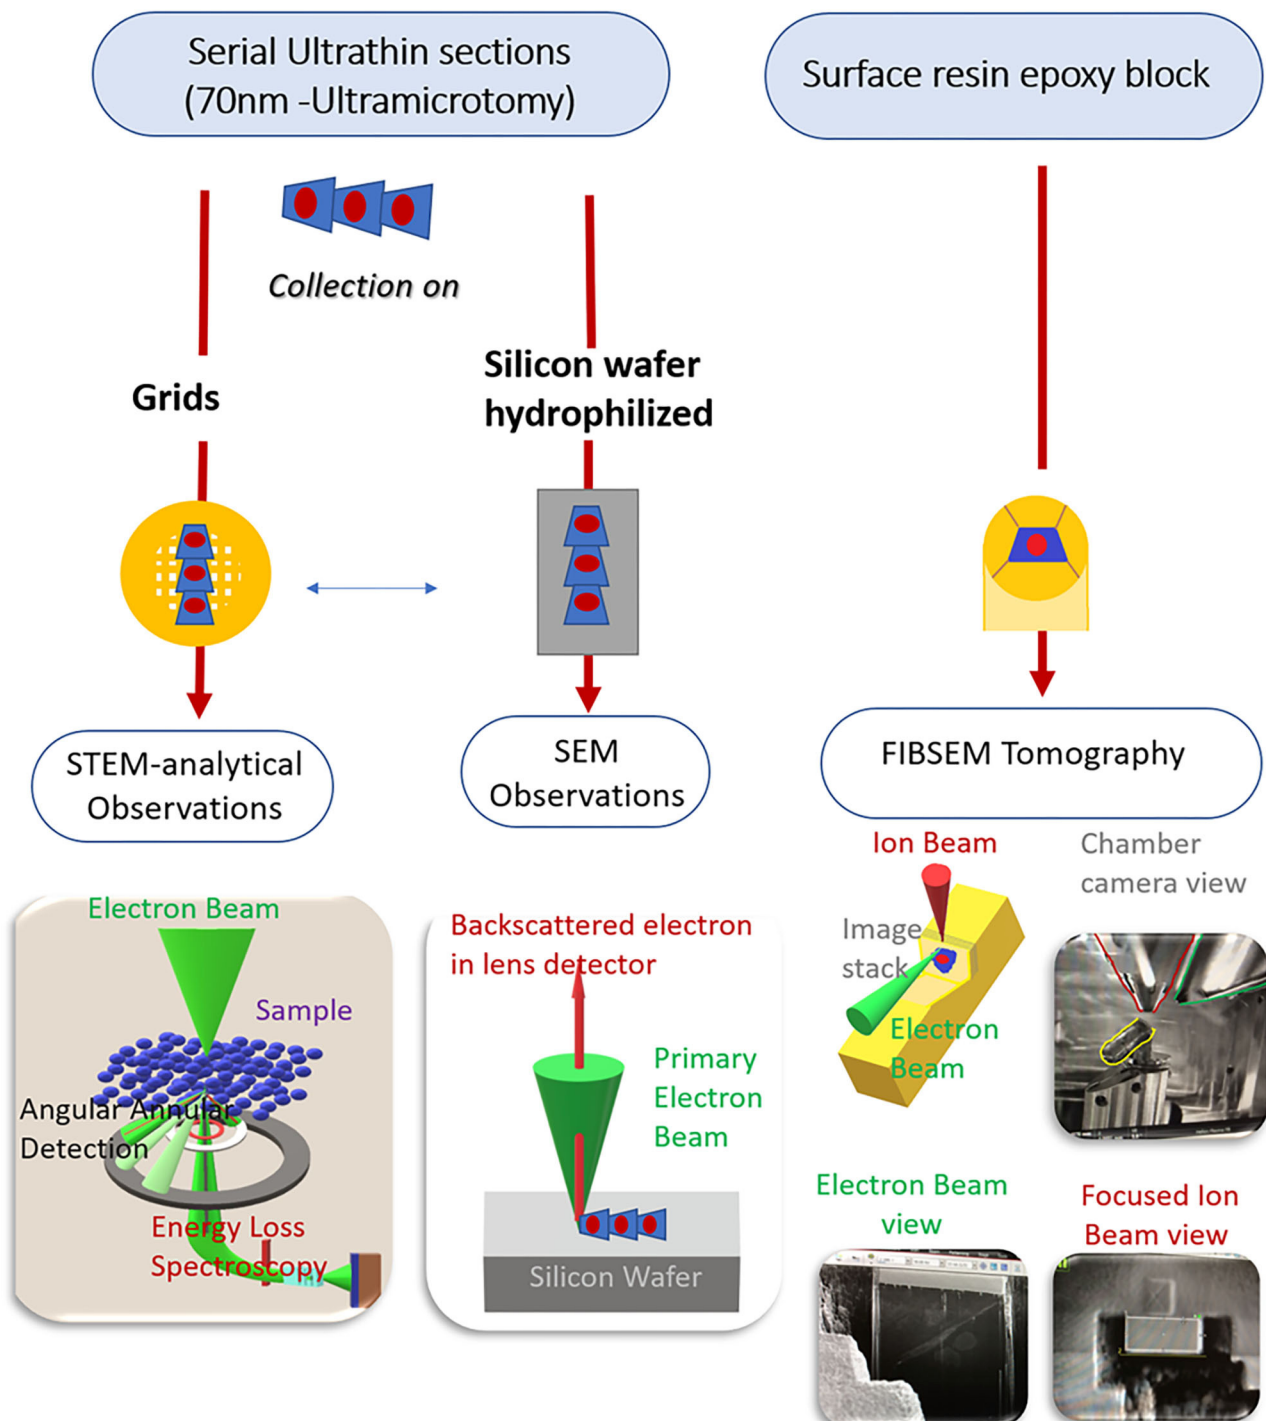 Serial Ultrathin sections
(70nm -Ultramicrotomy)
Surface resin epoxy block
Collection on
Grids
Silicon wafer
hydrophilized
STEM-analytical
Observations
SEM
Observations
FIBSEM Tomography
Electron Beam
Sample
Angular Annular
Detection
Energy Loss
Spectroscopy
Backscattered electron
in lens detector
Primary
Electron
Beam
Silicon Wafer
Ion Beam
Image
stack
Electron
Beam
Chamber
camera view
Electron Beam
view
Focused Ion
Beam view